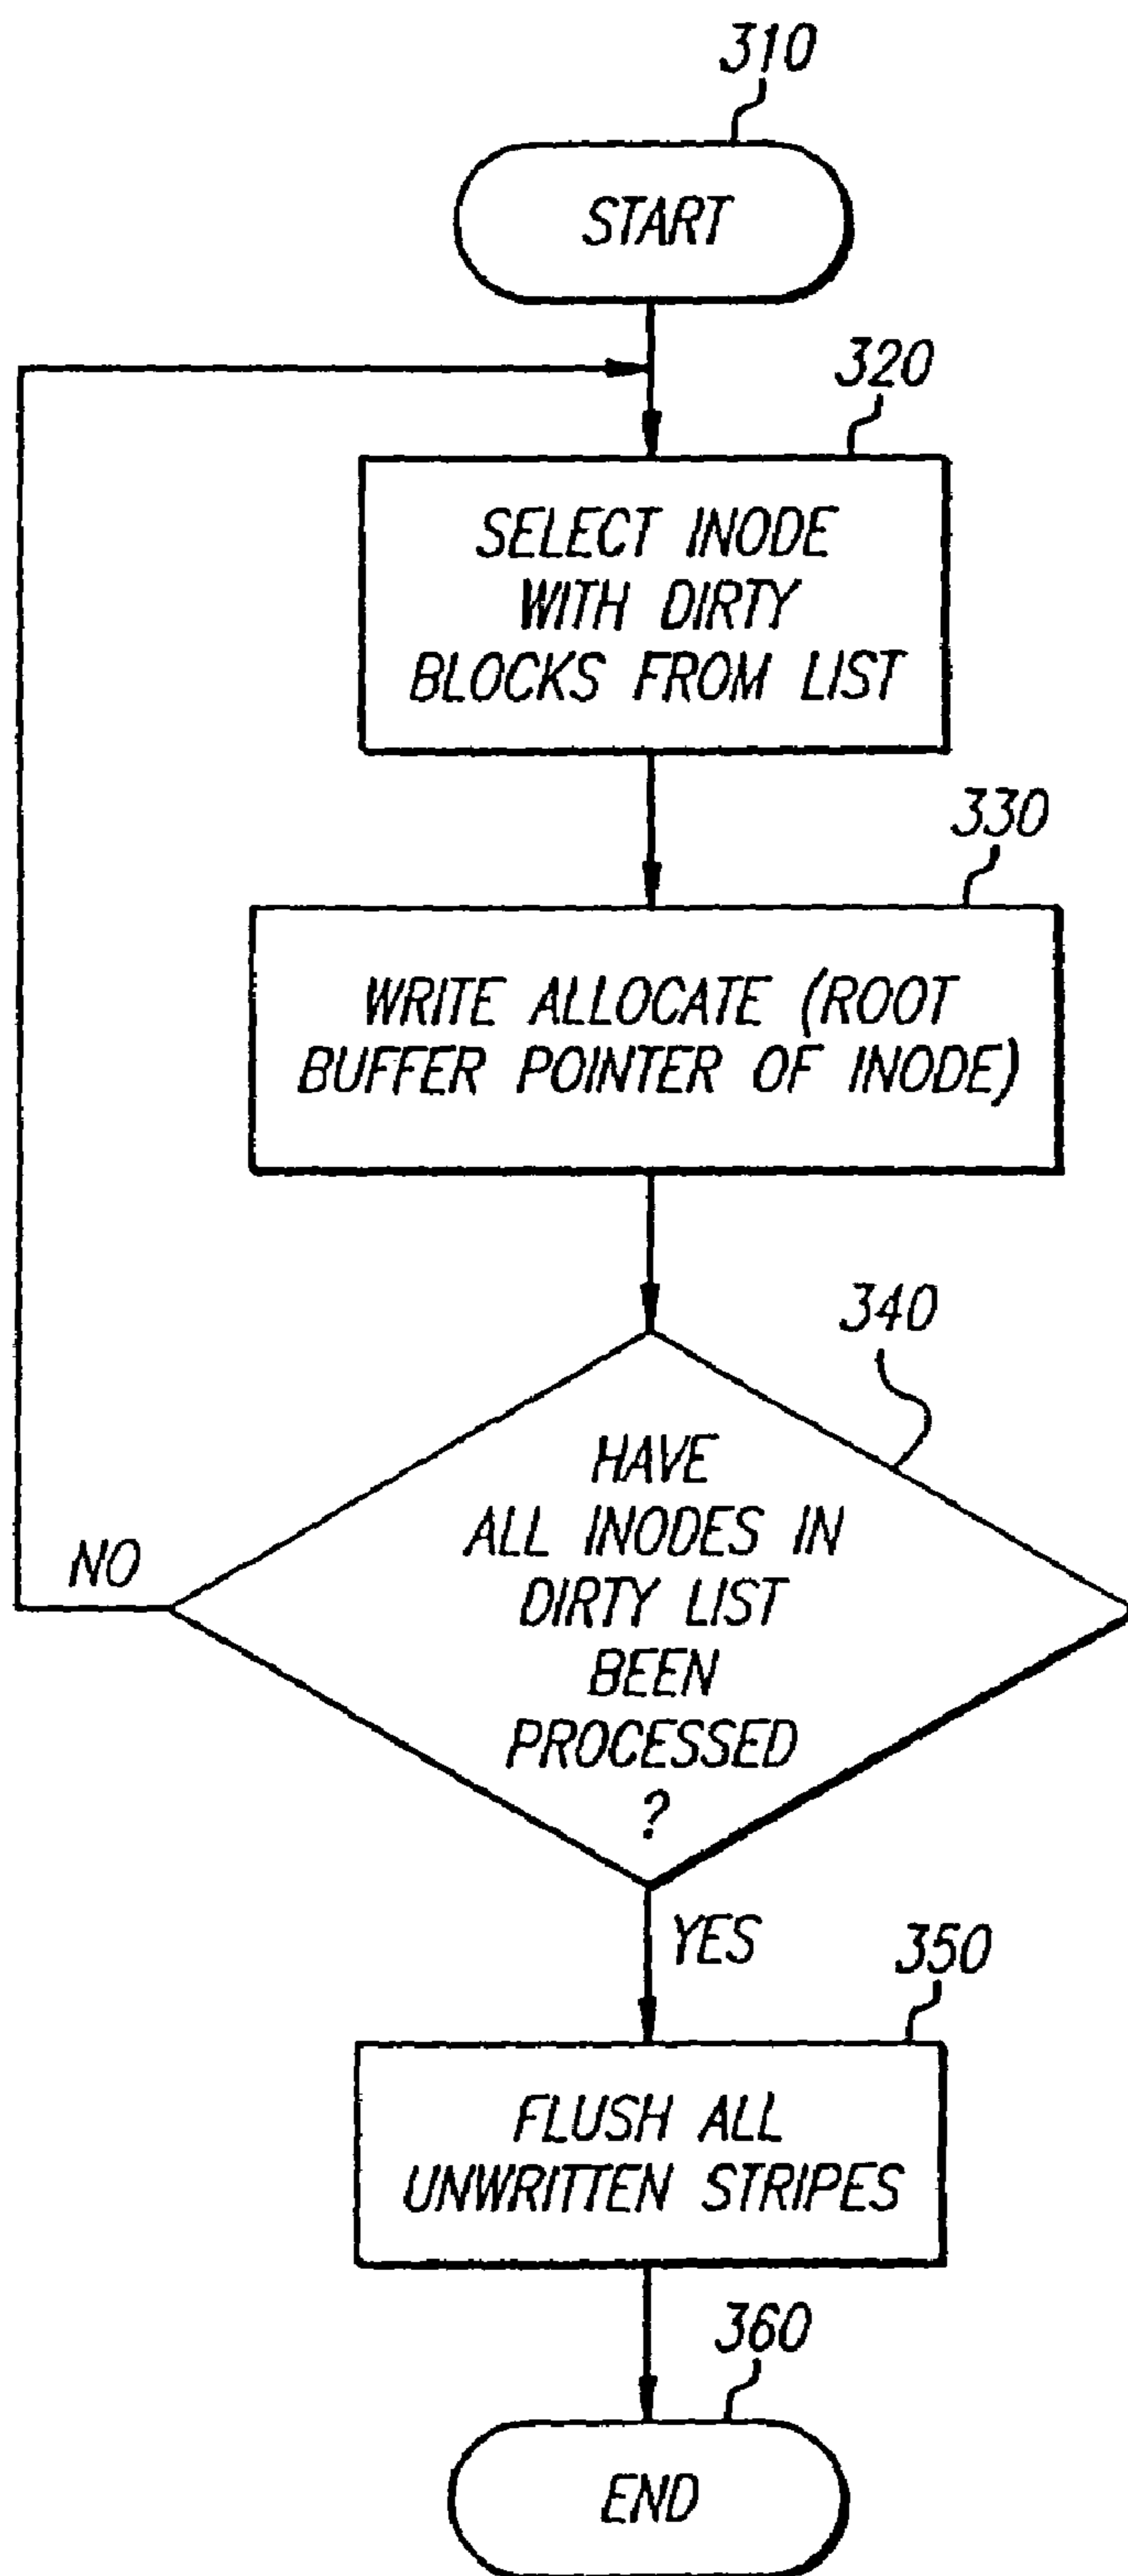 310
START
320
SELECT INODE
WITH DIRTY
BLOCKS FROM LIST
330
WRITE ALLOCATE (ROOT
BUFFER POINTER OF INODE)
340
HAVE
ALL INODES IN
DIRTY LIST
BEEN
PROCESSED
?
NO
YES
350
FLUSH ALL
UNWRITTEN STRIPES
360
END